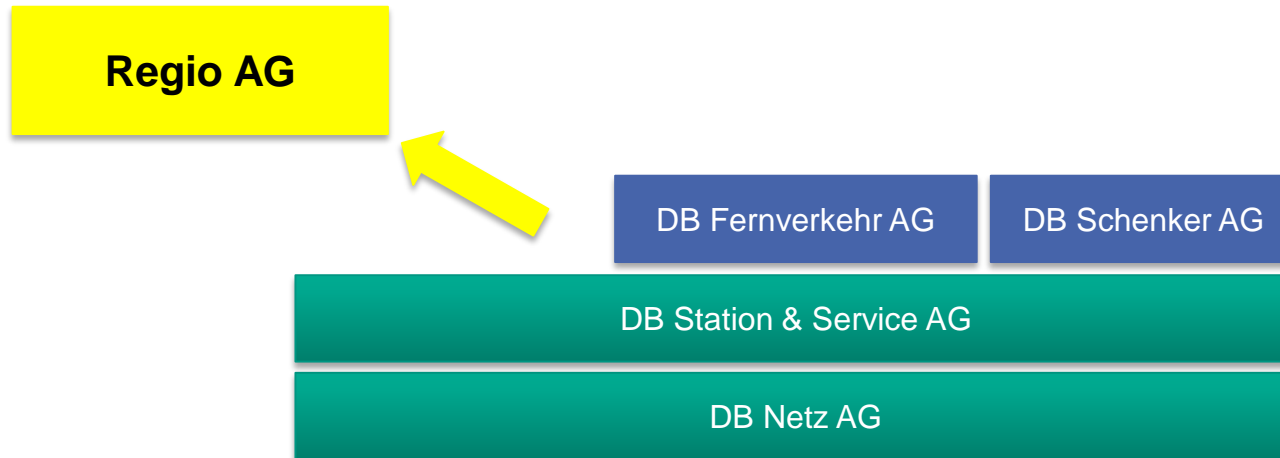 Regio AG
DB Fernverkehr AG
DB Schenker AG
DB Station & Service AG
DB Netz AG